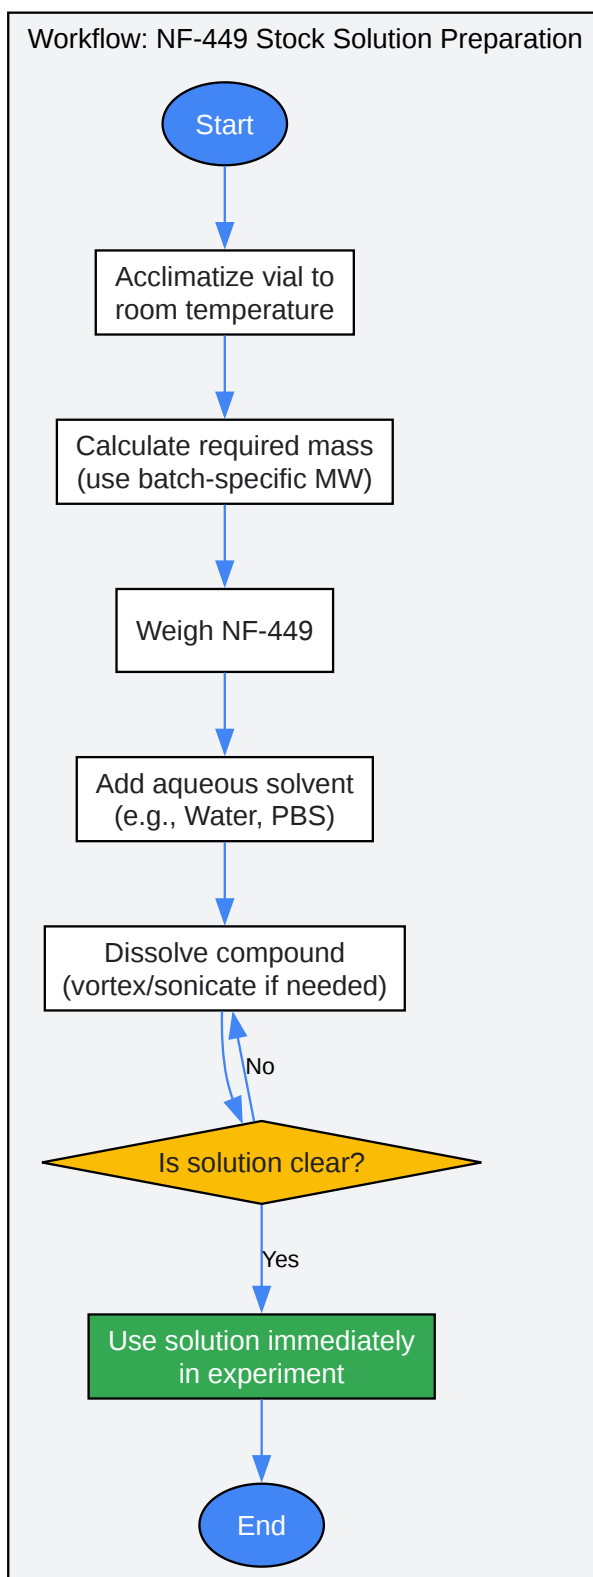 Workflow: NF-449 Stock Solution Preparation
Start
Acclimatize vial to
room temperature
Calculate required mass
(use batch-specific MW)
Weigh NF-449
Add aqueous solvent
(e.g., Water, PBS)
Dissolve compound
(vortex/sonicate if needed)
No
Is solution clear?
Yes
Use solution immediately
in experiment
End